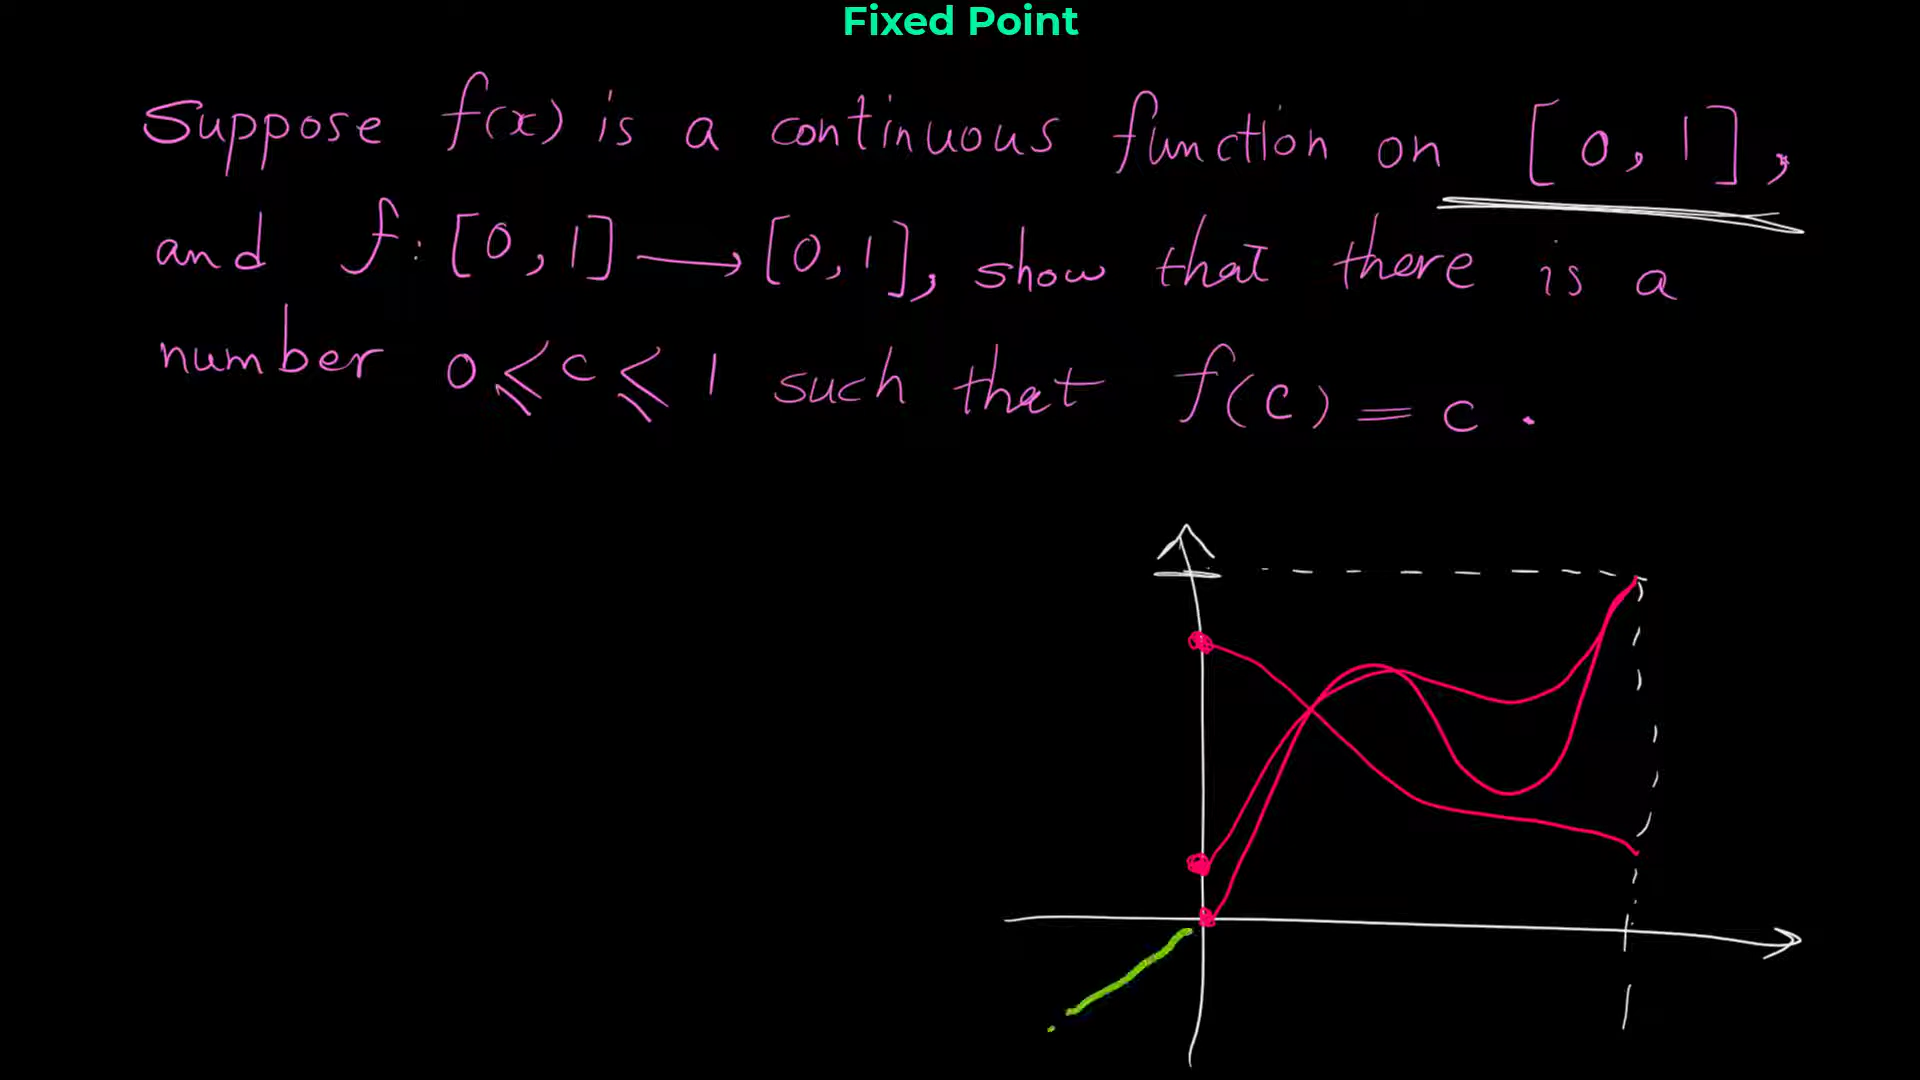 Fixed Point
Suppose f(x) is a continuous function on [0, 1],
and f: [0, 1] ⟶ [0, 1], show that there is a
number 0 ⩽ c ⩽ 1 such that f(c) = c.
1